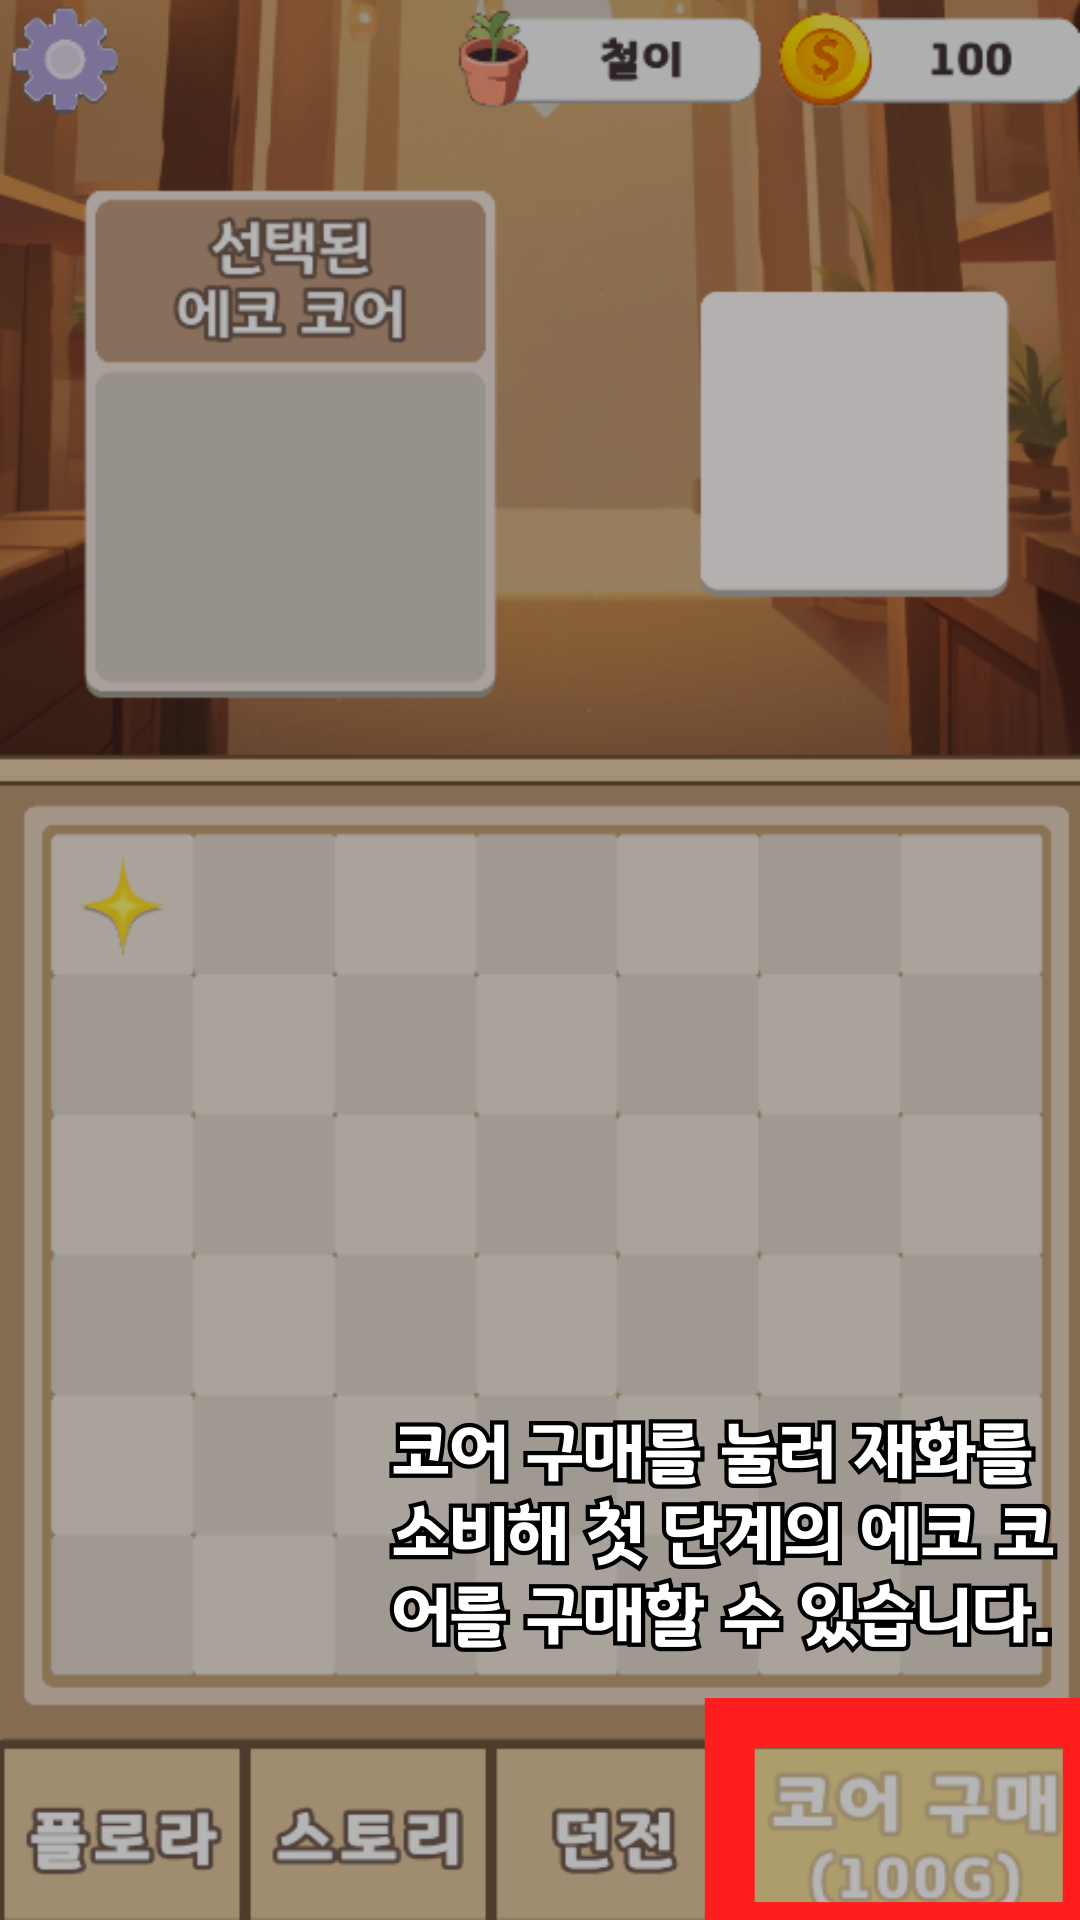 철이
100
선택된
에코 코어
코어 구매를 눌러 재화를
소비해 첫 단계의 에코 코
어를 구매할 수 있습니다.
플로라
스토리
던전
코어 구매
(100G)